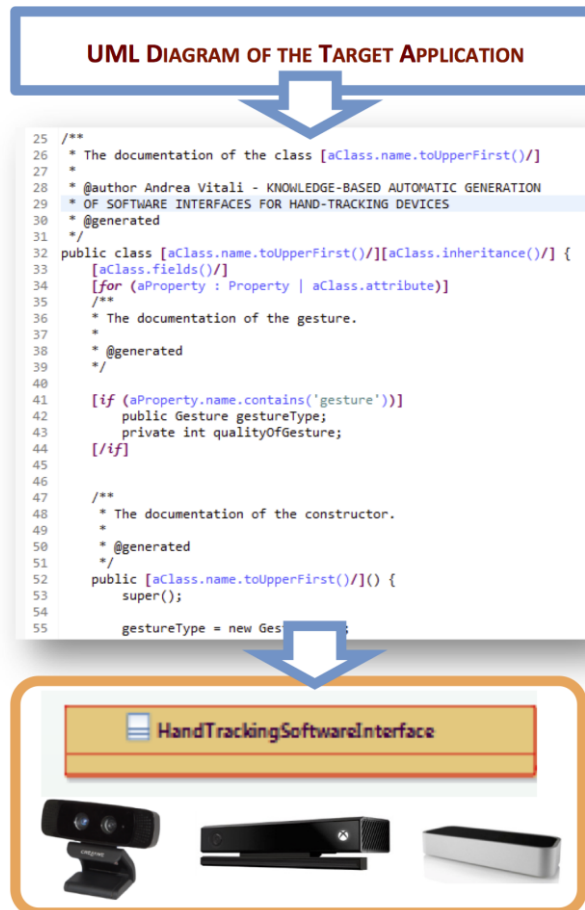 UML DIAGRAM OF THE TARGET APPLICATION
25 /**
26  * The documentation of the class [aClass.name.toUpperFirst()/]
27  *
28  * @author Andrea Vitali - KNOWLEDGE-BASED AUTOMATIC GENERATION
29  * OF SOFTWARE INTERFACES FOR HAND-TRACKING DEVICES
30  * @generated
31  */
32 public class [aClass.name.toUpperFirst()/][aClass.inheritance()/] {
33     [aClass.fields()/]
34     [for (aProperty : Property | aClass.attribute)]
35     /**
36     * The documentation of the gesture.
37     *
38     * @generated
39     */
40
41     [if (aProperty.name.contains('gesture'))]
42         public Gesture gestureType;
43         private int qualityOfGesture;
44     [/if]
45
46
47     /**
48      * The documentation of the constructor.
49      *
50      * @generated
51      */
52     public [aClass.name.toUpperFirst()/]() {
53         super();
54
55         gestureType = new Ges ;
HandTrackingSoftwareInterface